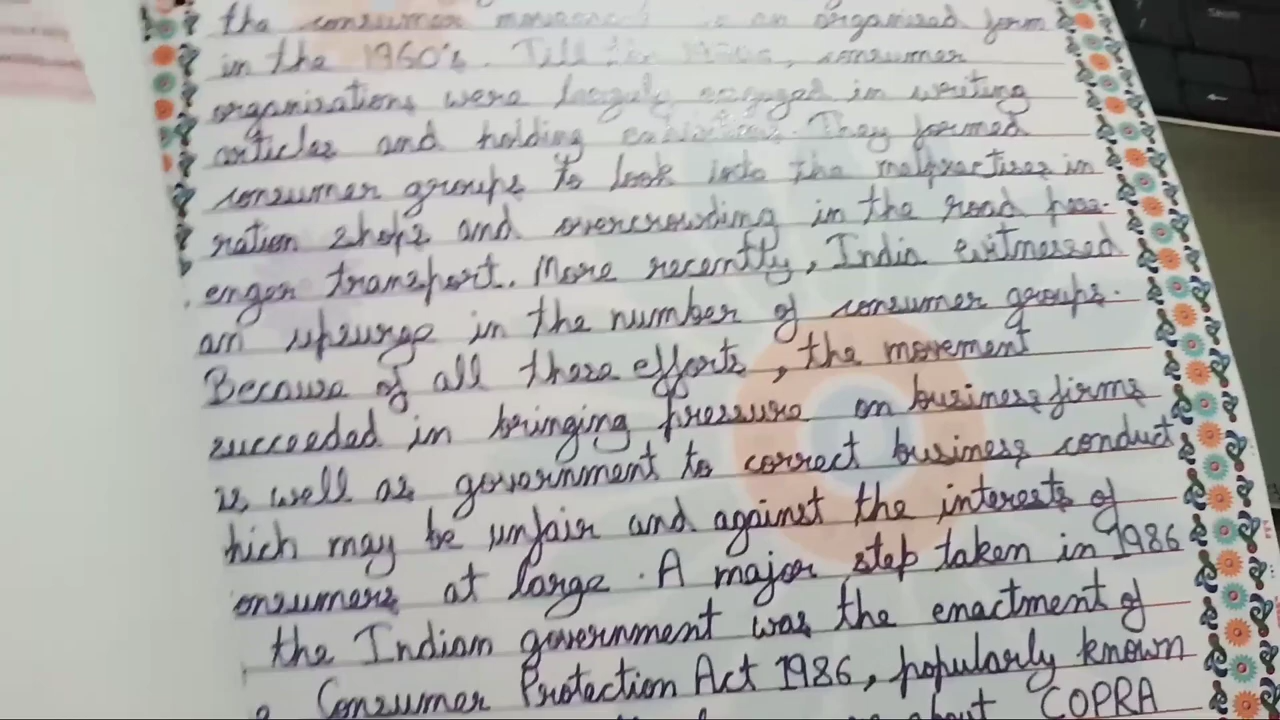 the consumer movement in an organised form
in the 1960's. Till the 1970s, consumer
organisations were largely engaged in writing
articles and holding exhibitions. They formed
consumer groups to look into the malpractices in
ration shops and overcrowding in the road pass-
enger transport. More recently, India witnessed
an upsurge in the number of consumer groups.
Because of all these efforts, the movement
succeeded in bringing pressure on business firms
as well as government to correct business conduct
hich may be unfair and against the interests of
onsumers at large. A major step taken in 1986
the Indian government was the enactment of
Consumer Protection Act 1986, popularly known
about COPRA